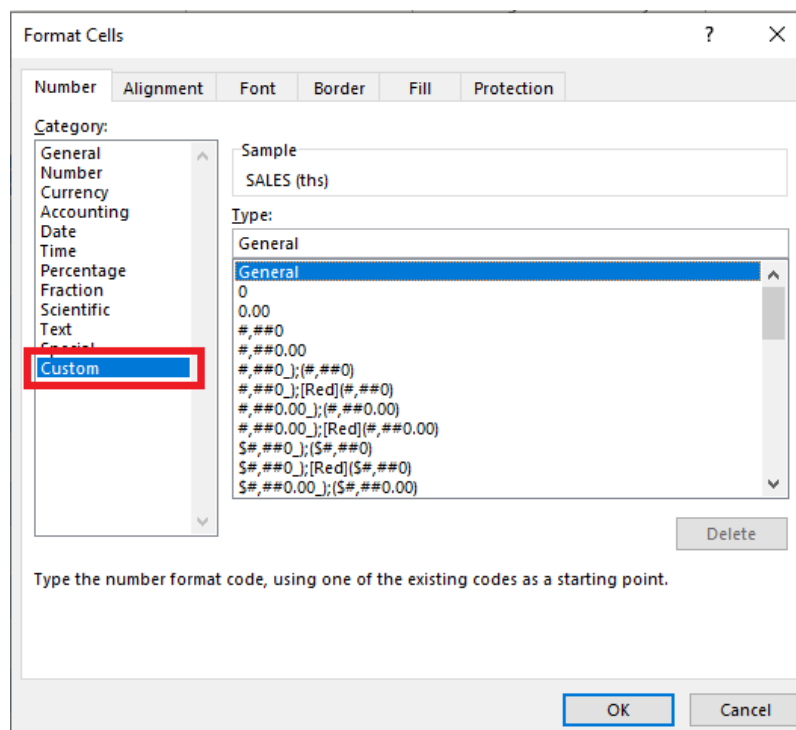 Format Cells
?
Number Alignment Font Border Fill Protection
Category:
General
Number
Currency
Accounting
Date
Time
Percentage
Fraction
Scientific
Text
Special
Custom
Sample
SALES (ths)
Type:
General
General
0
0.00
#,##0
#,##0.00
#,##0_);(#,##0)
#,##0_);[Red](#,##0)
#,##0.00_);(#,##0.00)
#,##0.00_);[Red](#,##0.00)
$#,##0_);($#,##0)
$#,##0_);[Red]($#,##0)
$#,##0.00_);($#,##0.00)
Delete
Type the number format code, using one of the existing codes as a starting point.
OK Cancel